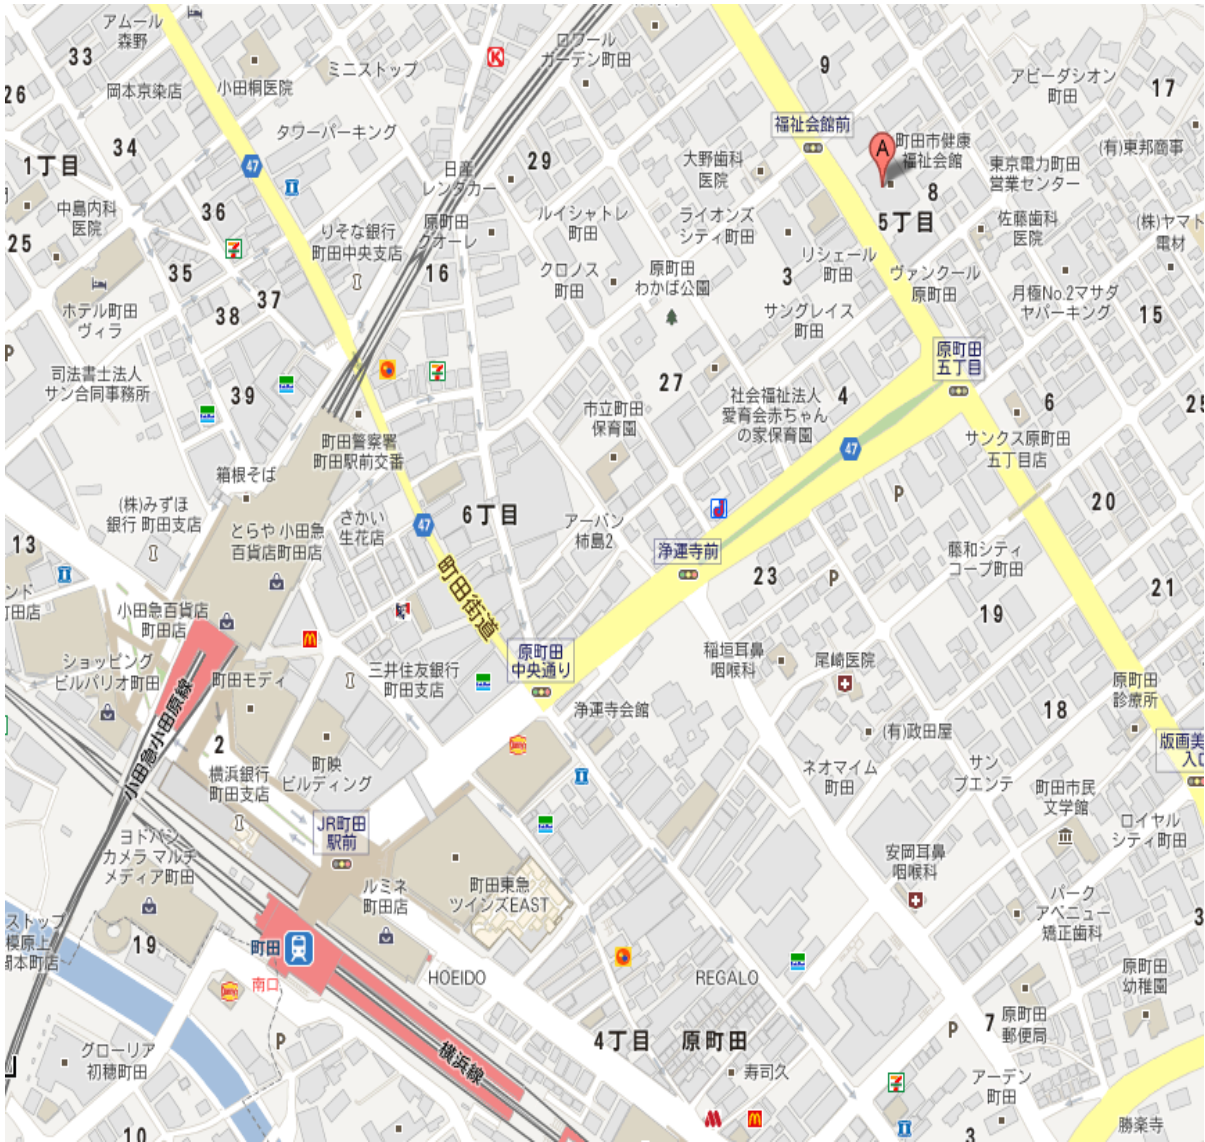 アムール
森野
33
26
岡本京染店
小田桐医院
ミニストップ
K
ロワール
ガーデン町田
9
アビーダシオン
町田
17
34
タワーパーキング
福祉会館前
町田市健康
福祉会館
A
(有)東邦商事
1丁目
47
日産
レンタカー
29
大野歯科
医院
東京電力町田
営業センター
8
中島内科
医院
36
25
りそな銀行
町田中央支店
原町田
クオーレ
ルイシャトレ
町田
ライオンズ
シティ町田
5丁目
佐藤歯科
医院
(株)ヤマト
電材
35
7
37
16
クロノス
町田
原町田
わかば公園
3
リシェール
町田
ヴァンクール
原町田
月極No.2マサダ
ヤパーキング
15
ホテル町田
ヴィラ
38
サングレイス
町田
P
司法書士法人
サン合同事務所
39
7
27
原町田
五丁目
社会福祉法人
愛育会赤ちゃん
の家保育園
4
6
市立町田
保育園
町田警察署
町田駅前交番
47
サンクス原町田
五丁目店
箱根そば
(株)みずほ
銀行 町田支店
とらや 小田急
百貨店町田店
さかい
生花店
47
6丁目
アーバン
柿島2
P
20
13
町田街道
浄運寺前
23
P
藤和シティ
コープ町田
21
19
小田急百貨店
町田店
ショッピング
ビルパリオ町田
町田モディ
三井住友銀行
町田支店
原町田
中央通り
稲垣耳鼻
咽喉科
尾崎医院
原町田
診療所
小田急小田原線
浄運寺会館
18
2
(有)政田屋
横浜銀行
町田支店
町映
ビルディング
ネオマイム
町田
サン
プエンテ
町田市民
文学館
ロイヤル
シティ町田
JR町田
駅前
ヨドバシ
カメラ マルチ
メディア町田
安岡耳鼻
咽喉科
ルミネ
町田店
町田東急
ツインズEAST
パーク
アベニュー
矯正歯科
19
町田
南口
HOEIDO
REGALO
原町田
幼稚園
P
4丁目
原町田
P
7
原町田
郵便局
グローリア
初穂町田
横浜線
寿司久
7
アーデン
町田
10
3
勝楽寺